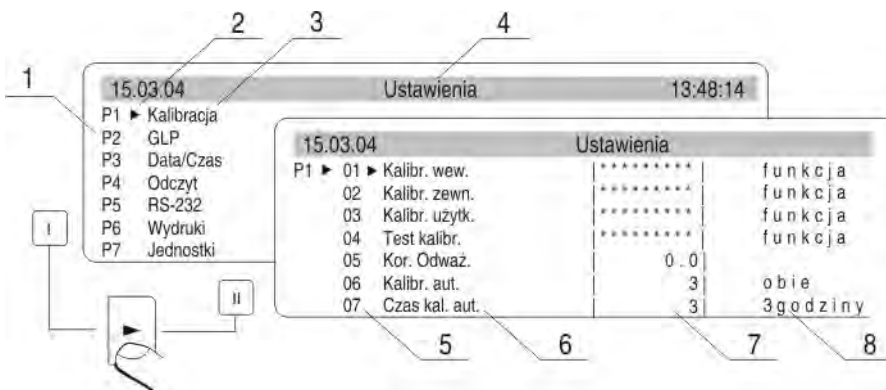 2 3 4
1
15.03.04 Ustawienia 13:48:14
P1 ► Kalibracja
P2 GLP
P3 Data/Czas
P4 Odczyt
P5 RS-232
P6 Wydruki
P7 Jednostki
15.03.04 Ustawienia
P1 ► 01 ► Kalibr. wew. |*********| funkcja
02 Kalibr. zewn. |*********| funkcja
03 Kalibr. użytk. |*********| funkcja
04 Test kalibr. |*********| funkcja
05 Kor. Odważ. | 0.0|
06 Kalibr. aut. | 3| obie
07 Czas kal. aut. | 3| 3godziny
I
II
►
5 6 7 8